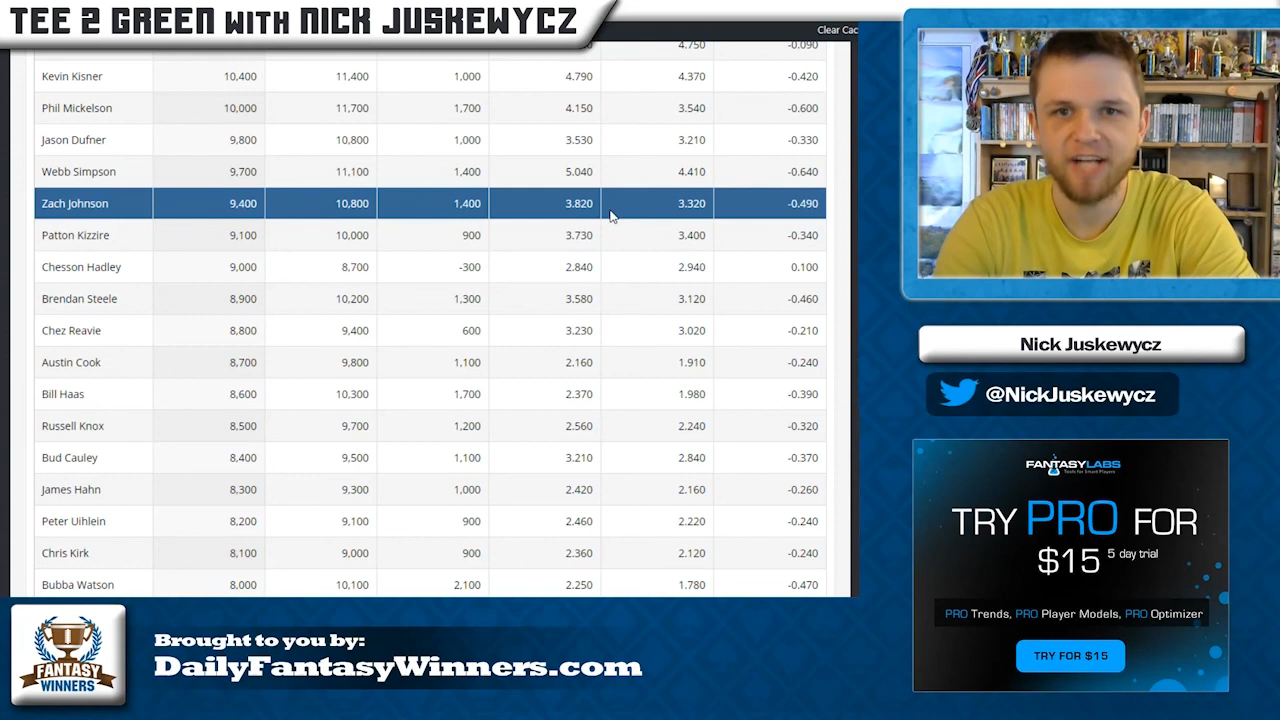 TEE 2 GREEN WITH NICK JUSKEWYCZ
Clear Cac
4.750 -0.090
Kevin Kisner 10,400 11,400 1,000 4.790 4.370 -0.420
Phil Mickelson 10,000 11,700 1,700 4.150 3.540 -0.600
Jason Dufner 9,800 10,800 1,000 3.530 3.210 -0.330
Webb Simpson 9,700 11,100 1,400 5.040 4.410 -0.640
Zach Johnson 9,400 10,800 1,400 3.820 3.320 -0.490
Patton Kizzire 9,100 10,000 900 3.730 3.400 -0.340
Chesson Hadley 9,000 8,700 -300 2.840 2.940 0.100
Brendan Steele 8,900 10,200 1,300 3.580 3.120 -0.460
Chez Reavie 8,800 9,400 600 3.230 3.020 -0.210
Austin Cook 8,700 9,800 1,100 2.160 1.910 -0.240
Bill Haas 8,600 10,300 1,700 2.370 1.980 -0.390
Russell Knox 8,500 9,700 1,200 2.560 2.240 -0.320
Bud Cauley 8,400 9,500 1,100 3.210 2.840 -0.370
James Hahn 8,300 9,300 1,000 2.420 2.160 -0.260
Peter Uihlein 8,200 9,100 900 2.460 2.220 -0.240
Chris Kirk 8,100 9,000 900 2.360 2.120 -0.240
Bubba Watson 8,000 10,100 2,100 2.250 1.780 -0.470
Nick Juskewycz
@NickJuskewycz
FANTASYLABS
Tools for Smart Players
TRY PRO FOR
$15 5 day trial
PRO Trends, PRO Player Models, PRO Optimizer
TRY FOR $15
1
FANTASY
WINNERS
Brought to you by:
DailyFantasyWinners.com